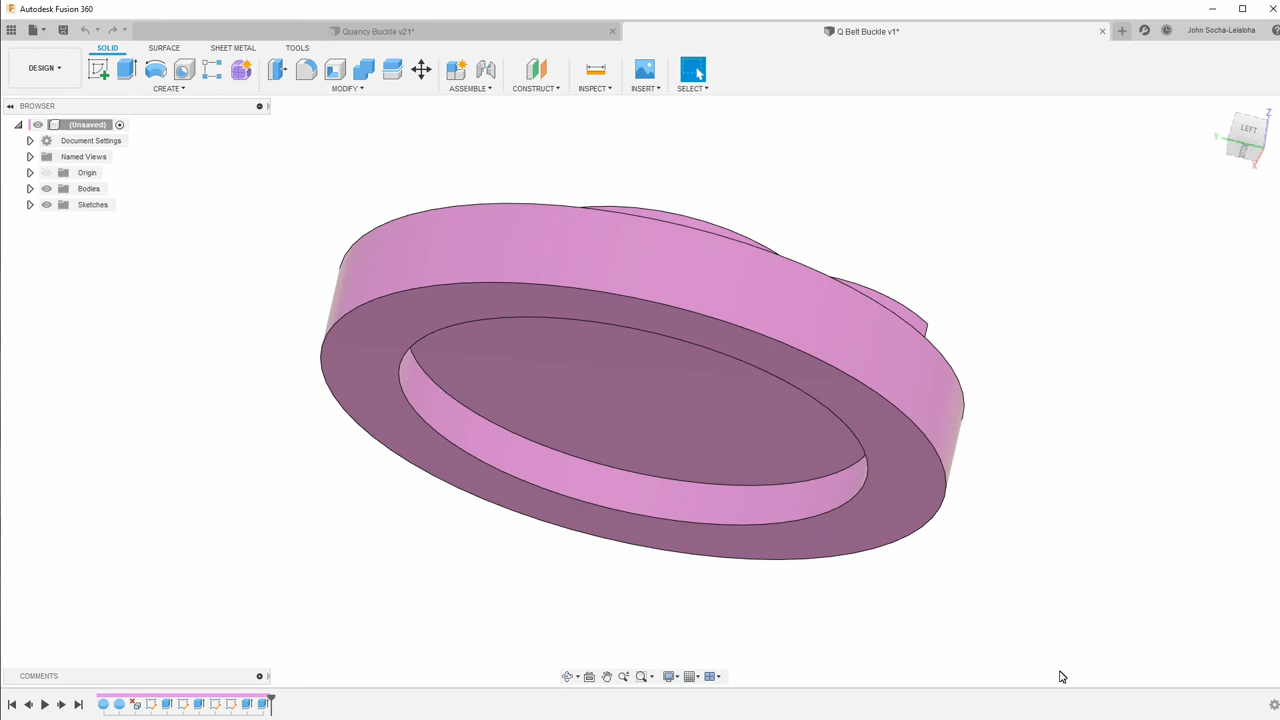 Autodesk Fusion 360
Quency Buckle v21*
Q Belt Buckle v1*
John Socha-Leialoha
SOLID
SURFACE
SHEET METAL
TOOLS
DESIGN
CREATE
MODIFY
ASSEMBLE
CONSTRUCT
INSPECT
INSERT
SELECT
BROWSER
(Unsaved)
Document Settings
Named Views
Origin
Bodies
Sketches
Z
LEFT
Y
X
COMMENTS